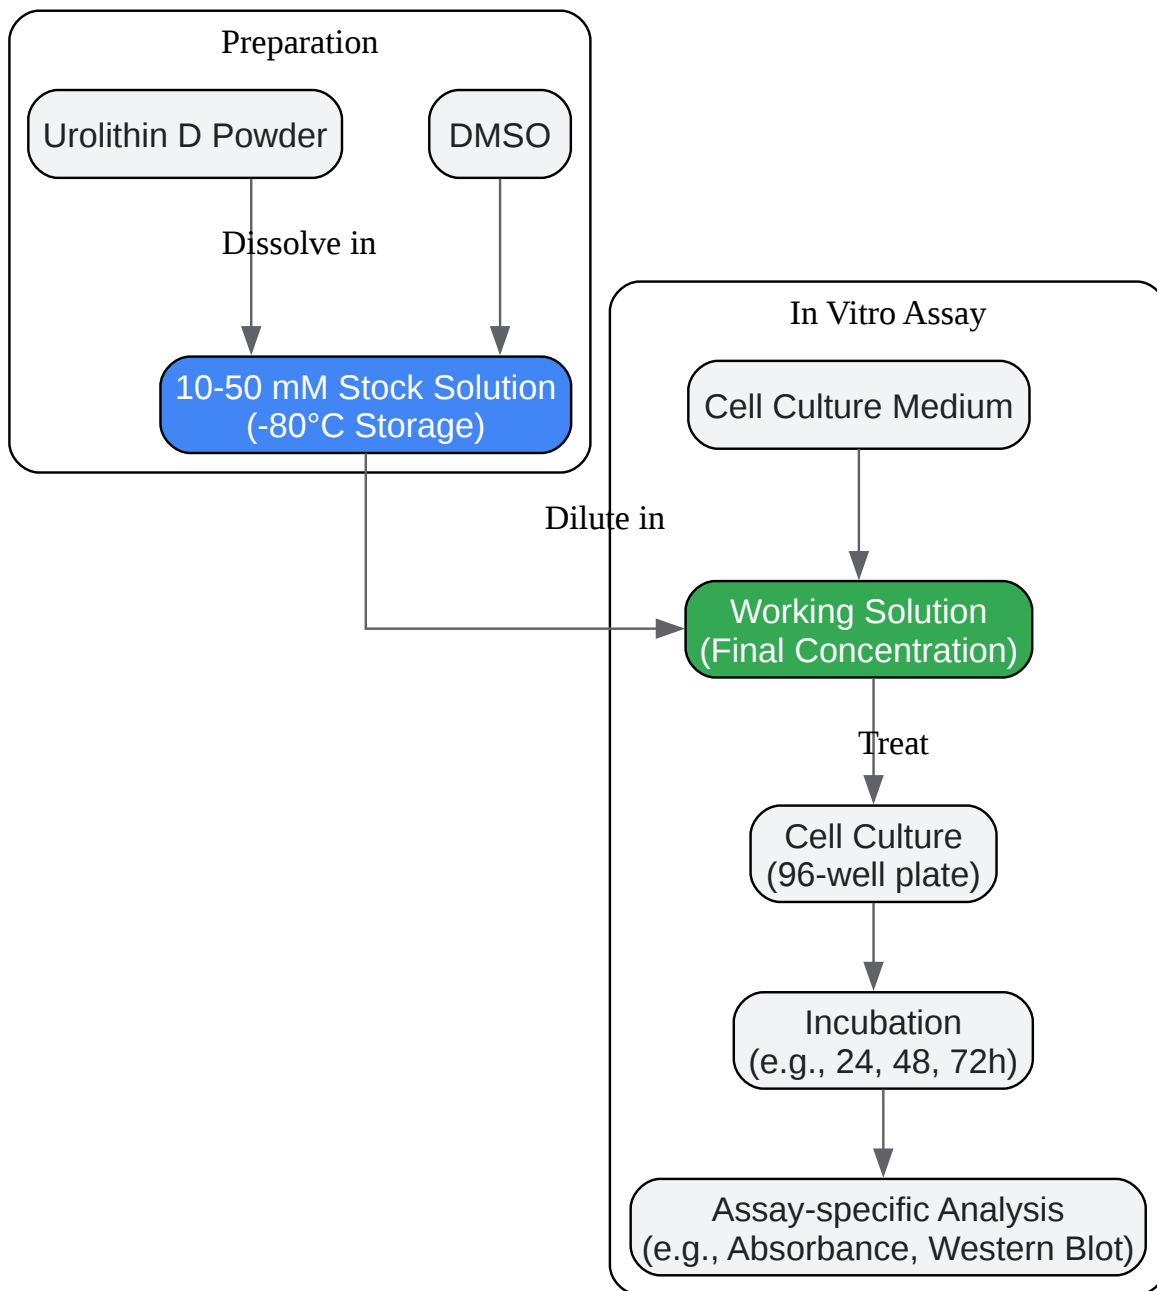 Preparation
Urolithin D Powder
DMSO
Dissolve in
10-50 mM Stock Solution
(-80°C Storage)
In Vitro Assay
Cell Culture Medium
Dilute in
Working Solution
(Final Concentration)
Treat
Cell Culture
(96-well plate)
Incubation
(e.g., 24, 48, 72h)
Assay-specific Analysis
(e.g., Absorbance, Western Blot)